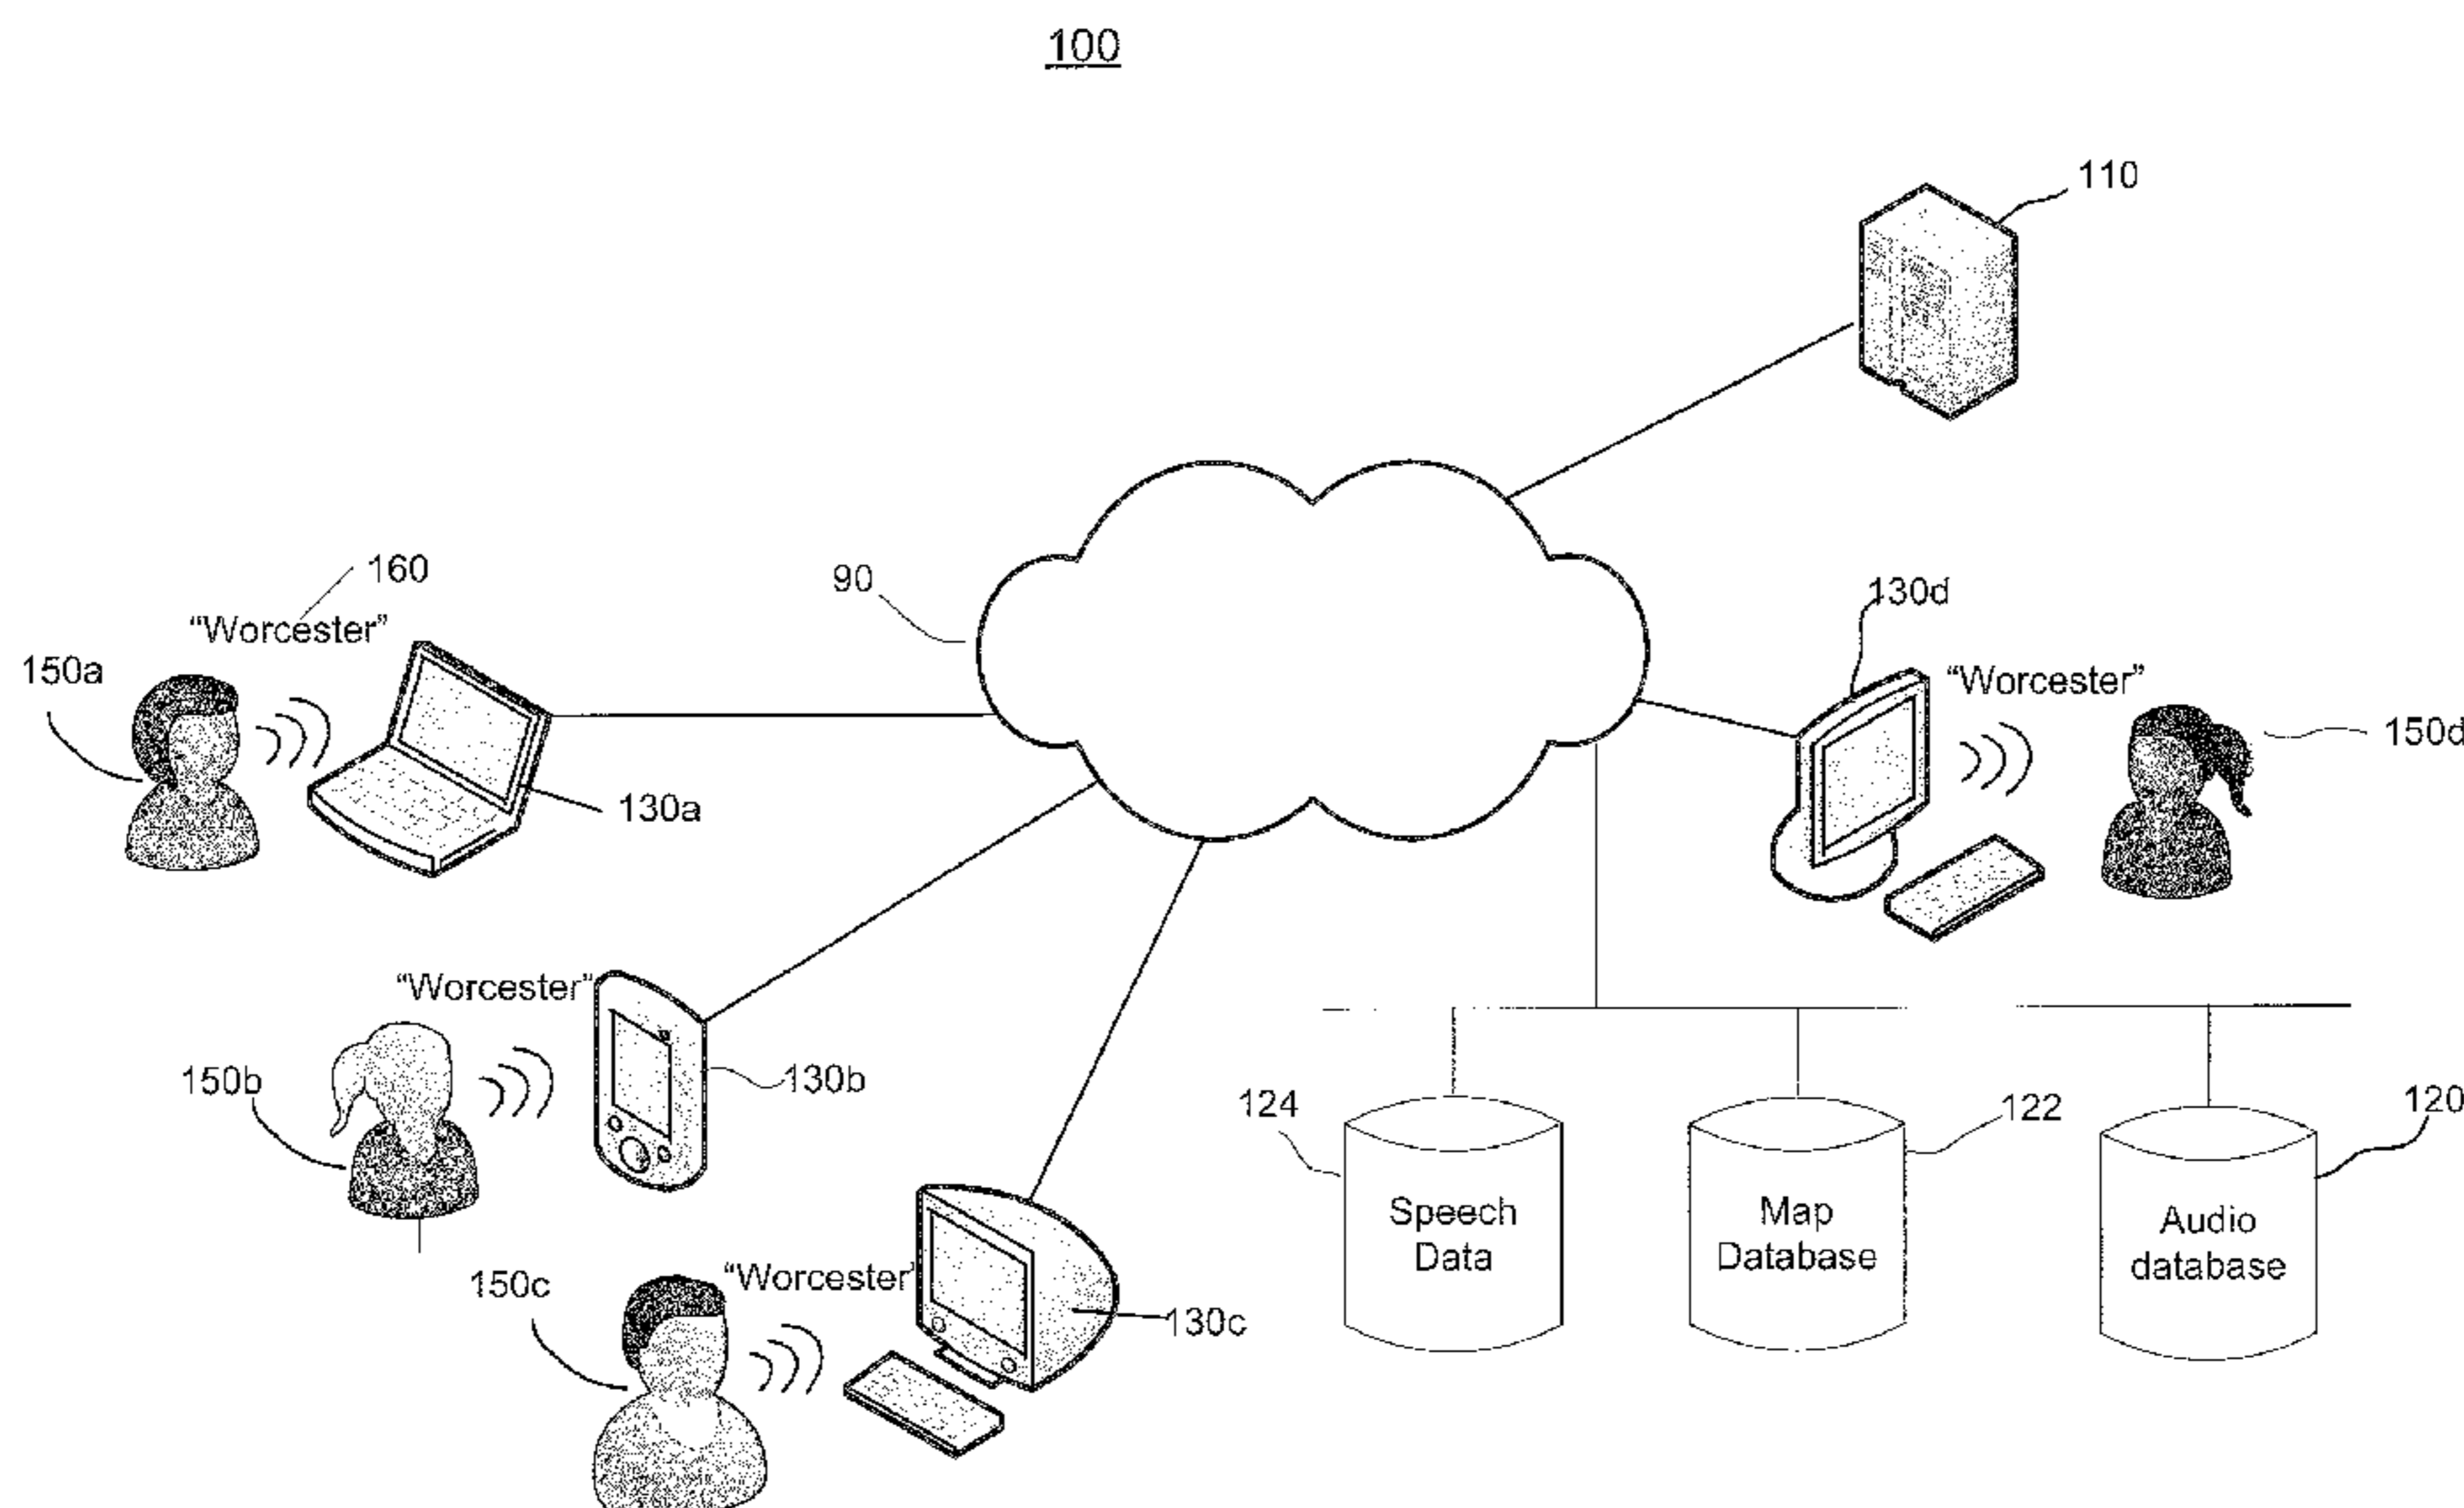 100
110
160
90
130d
“Worcester”
150a
“Worcester”
150d
130a
“Worcester”
150b
130b
124
122
120
Speech
Data
Map
Database
Audio
database
150c
“Worcester’
130c